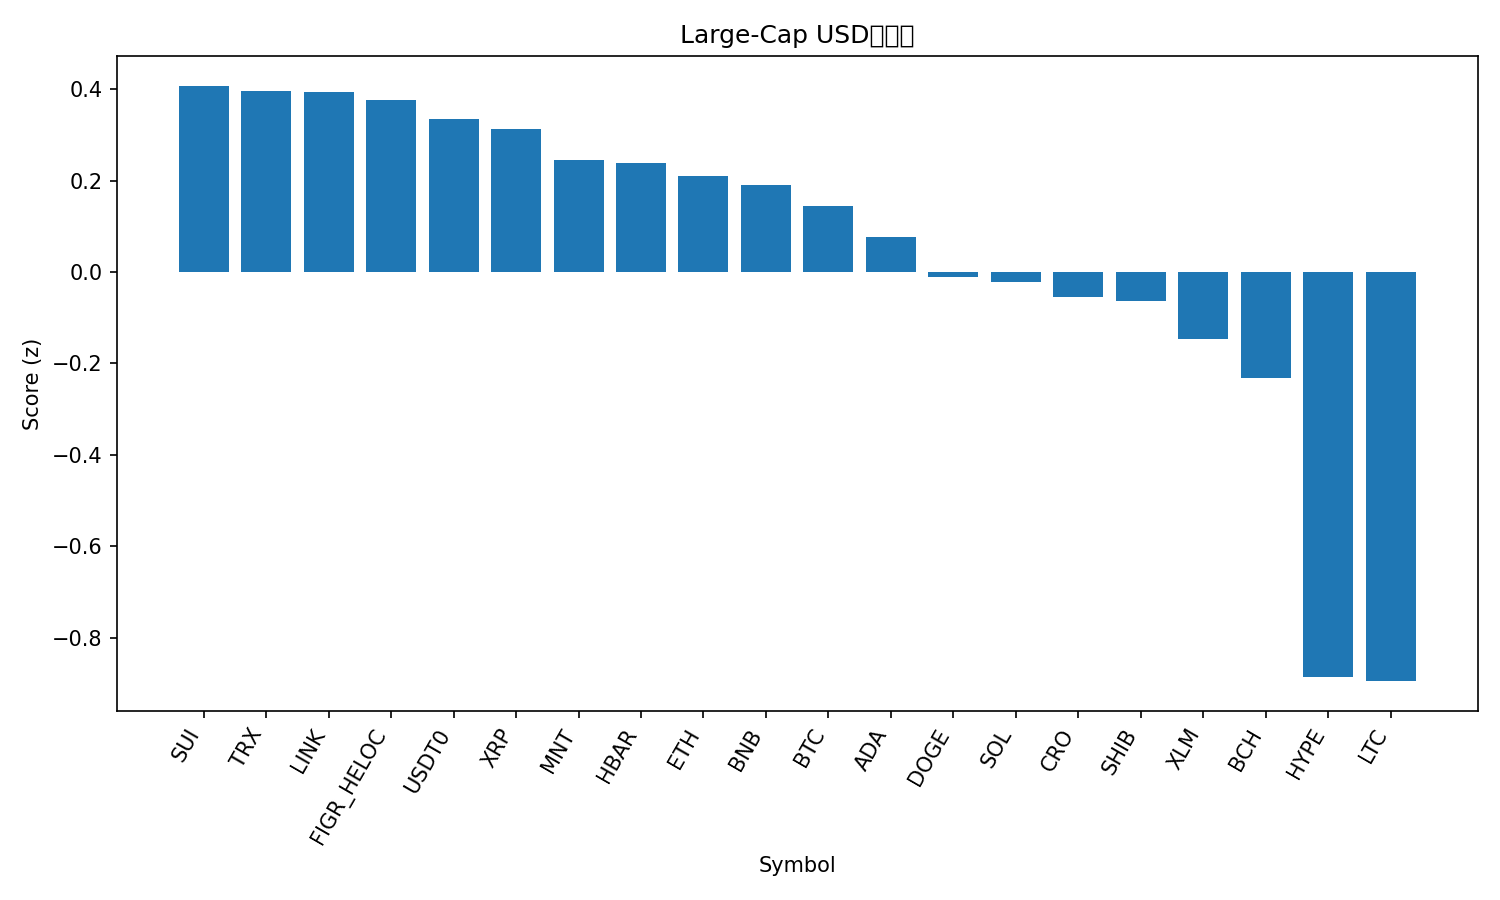 Large-Cap USD
0.4
0.2
0.0
−0.2
−0.4
−0.6
−0.8
Score (z)
SUI
TRX
LINK
FIGR_HELOC
USDT0
XRP
MNT
HBAR
ETH
BNB
BTC
ADA
DOGE
SOL
CRO
SHIB
XLM
BCH
HYPE
LTC
Symbol